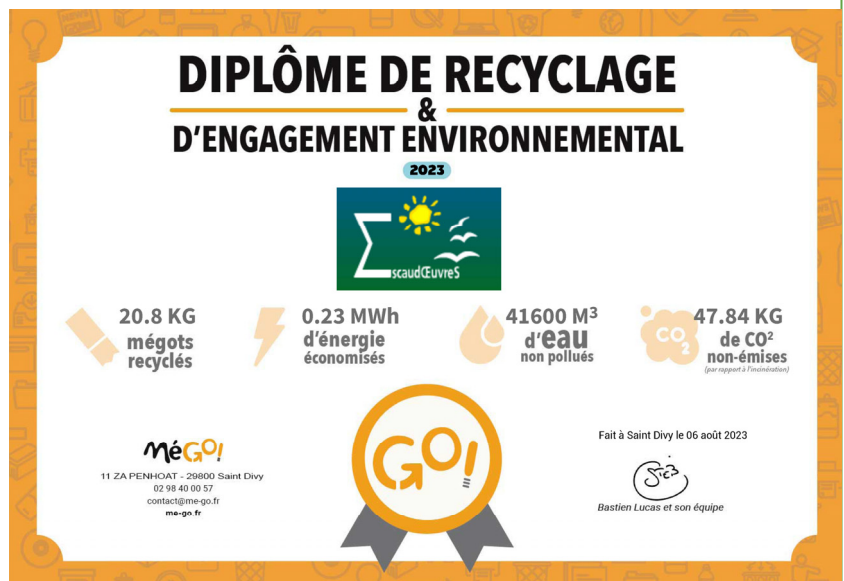 DIPLÔME DE RECYCLAGE
&
D'ENGAGEMENT ENVIRONNEMENTAL
2023
EscaudŒuvreS
20.8 KG
mégots
recyclés
0.23 MWh
d'énergie
économisés
41600 M³
d'eau
non pollués
CO₂
47.84 KG
de CO²
non-émises
(par rapport à l'incinération)
MéGO!
11 ZA PENHOAT - 29800 Saint Divy
02 98 40 00 57
contact@me-go.fr
me-go.fr
GO!
Fait à Saint Divy le 06 août 2023
Bastien Lucas et son équipe